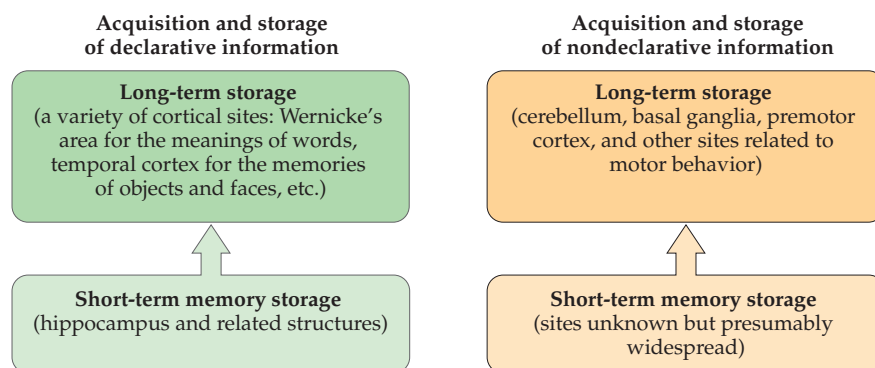 Acquisition and storage
of declarative information
Long-term storage
(a variety of cortical sites: Wernicke’s
area for the meanings of words,
temporal cortex for the memories
of objects and faces, etc.)
Short-term memory storage
(hippocampus and related structures)
Acquisition and storage
of nondeclarative information
Long-term storage
(cerebellum, basal ganglia, premotor
cortex, and other sites related to
motor behavior)
Short-term memory storage
(sites unknown but presumably
widespread)